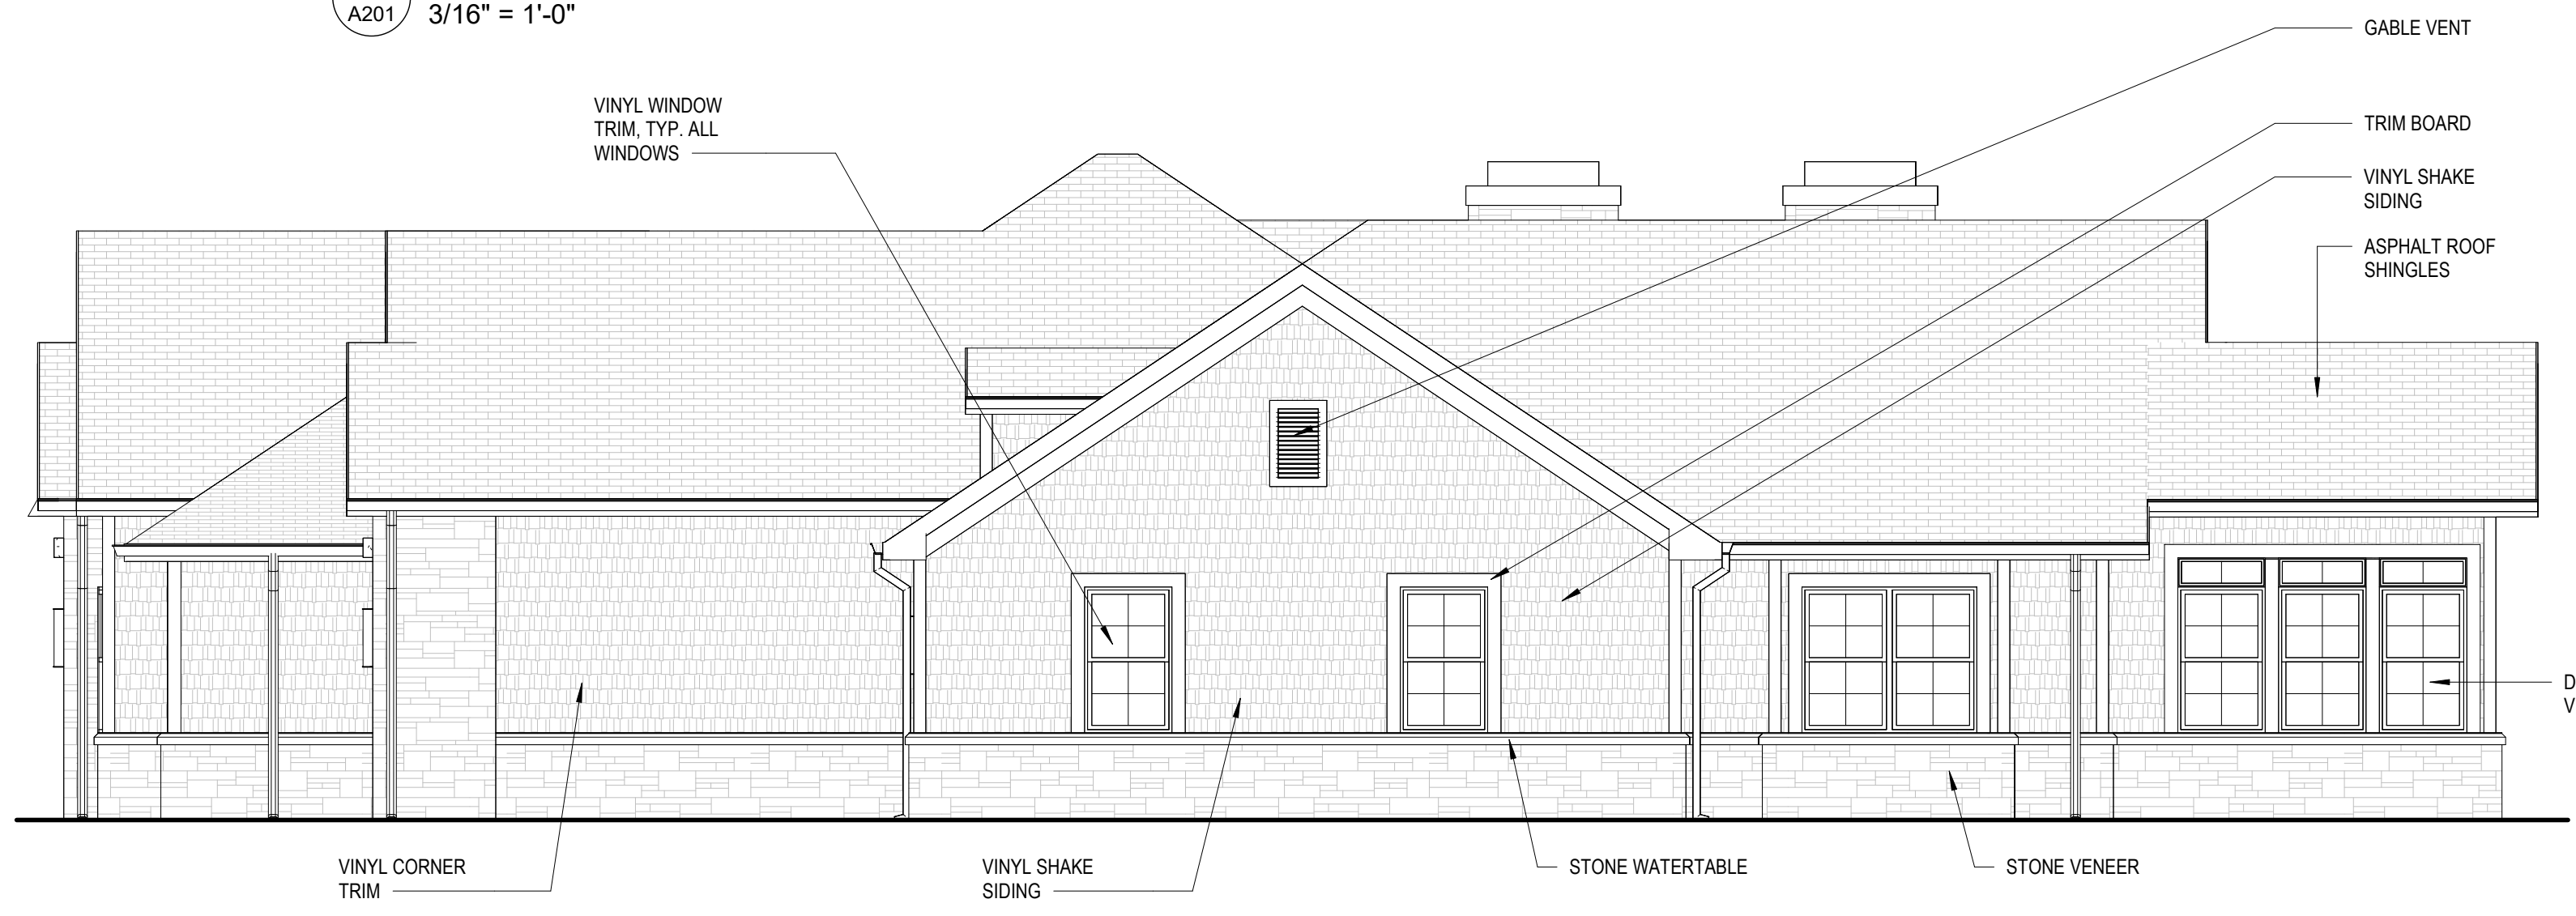 A201
3/16" = 1'-0"
GABLE VENT
VINYL WINDOW
TRIM, TYP. ALL
WINDOWS
TRIM BOARD
VINYL SHAKE
SIDING
ASPHALT ROOF
SHINGLES
D
V
VINYL CORNER
TRIM
VINYL SHAKE
SIDING
STONE WATERTABLE
STONE VENEER